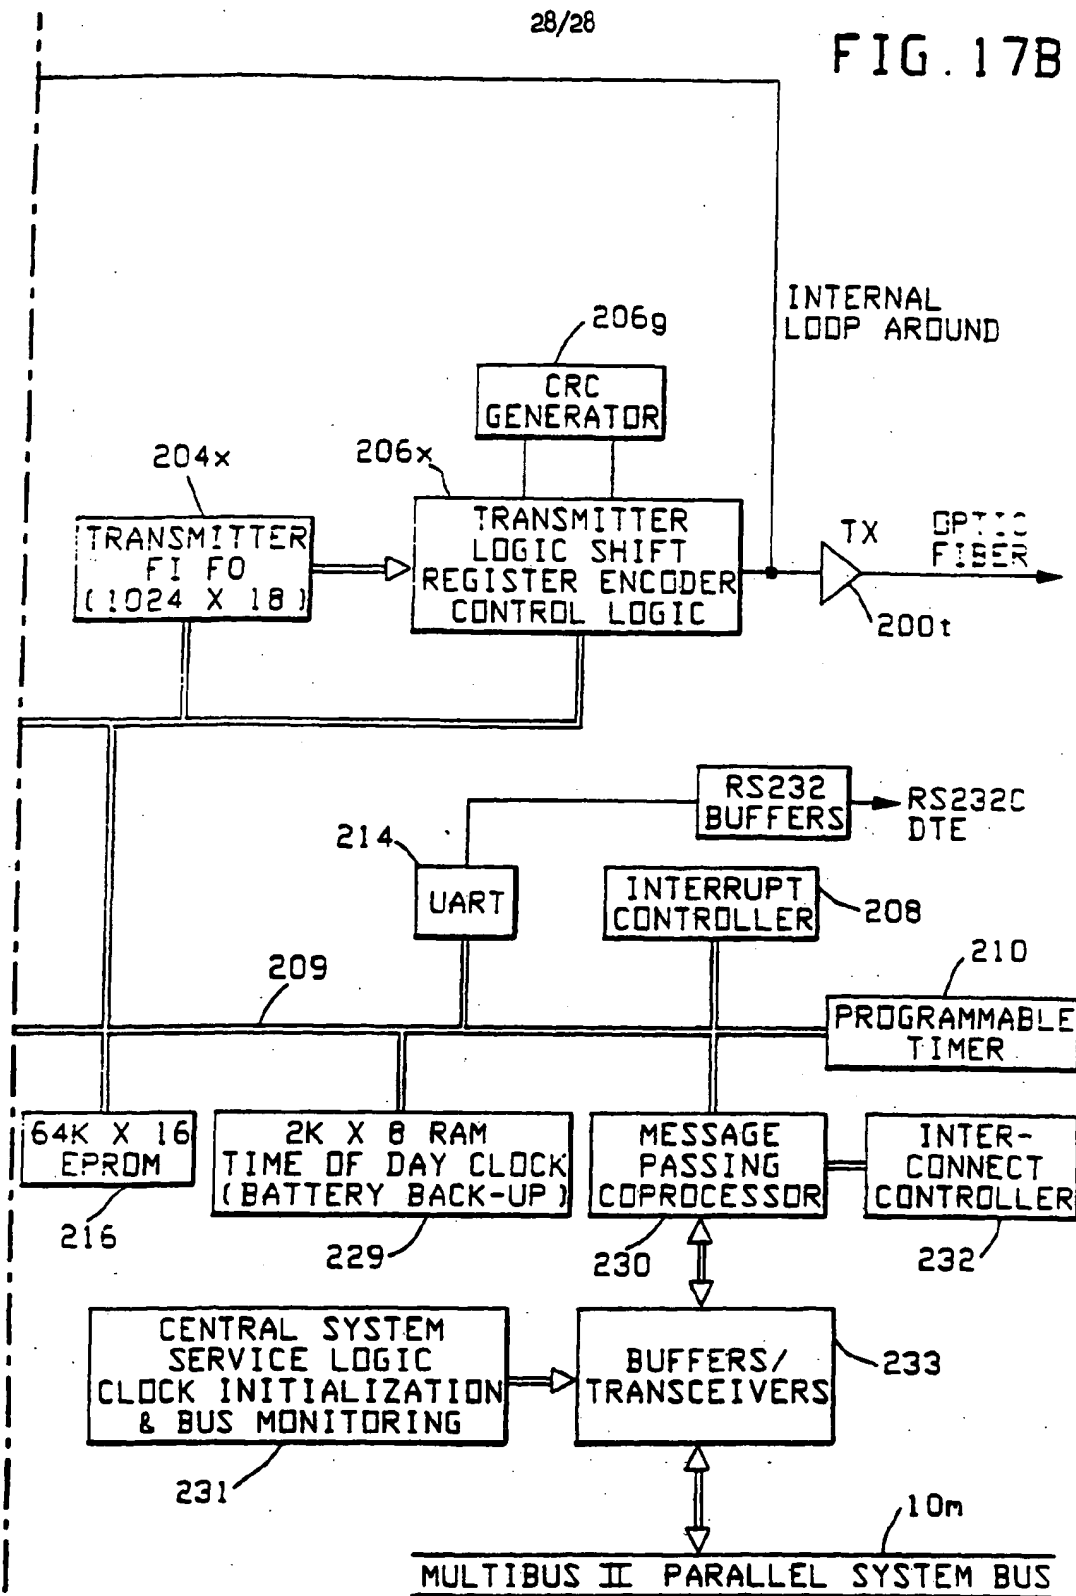 28/28
FIG. 17B
INTERNAL
LOOP AROUND
206g
CRC
GENERATOR
204x
206x
TRANSMITTER
FI FO
(1024 X 18)
TRANSMITTER
LOGIC SHIFT
REGISTER ENCODER
CONTROL LOGIC
TX
OPTIC
FIBER
200t
RS232
BUFFERS
RS232C
DTE
214
UART
INTERRUPT
CONTROLLER
208
209
210
PROGRAMMABLE
TIMER
64K X 16
EPROM
216
2K X 8 RAM
TIME OF DAY CLOCK
(BATTERY BACK-UP)
229
MESSAGE
PASSING
COPROCESSOR
230
INTER-
CONNECT
CONTROLLER
232
CENTRAL SYSTEM
SERVICE LOGIC
CLOCK INITIALIZATION
& BUS MONITORING
231
BUFFERS/
TRANSCEIVERS
233
10m
MULTIBUS II PARALLEL SYSTEM BUS